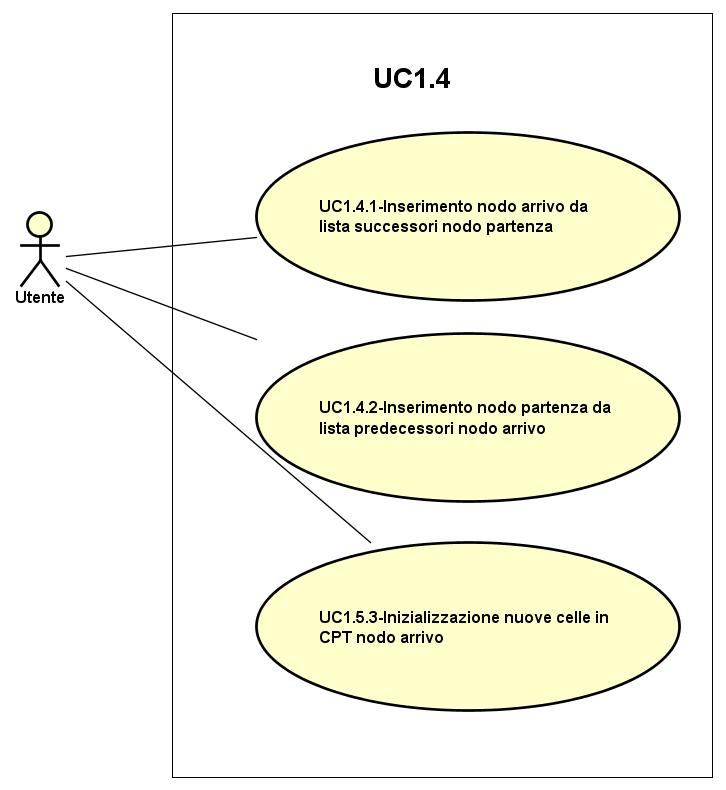 UC1.4
UC1.4.1-Inserimento nodo arrivo da
lista successori nodo partenza
Utente
UC1.4.2-Inserimento nodo partenza da
lista predecessori nodo arrivo
UC1.5.3-Inizializzazione nuove celle in
CPT nodo arrivo